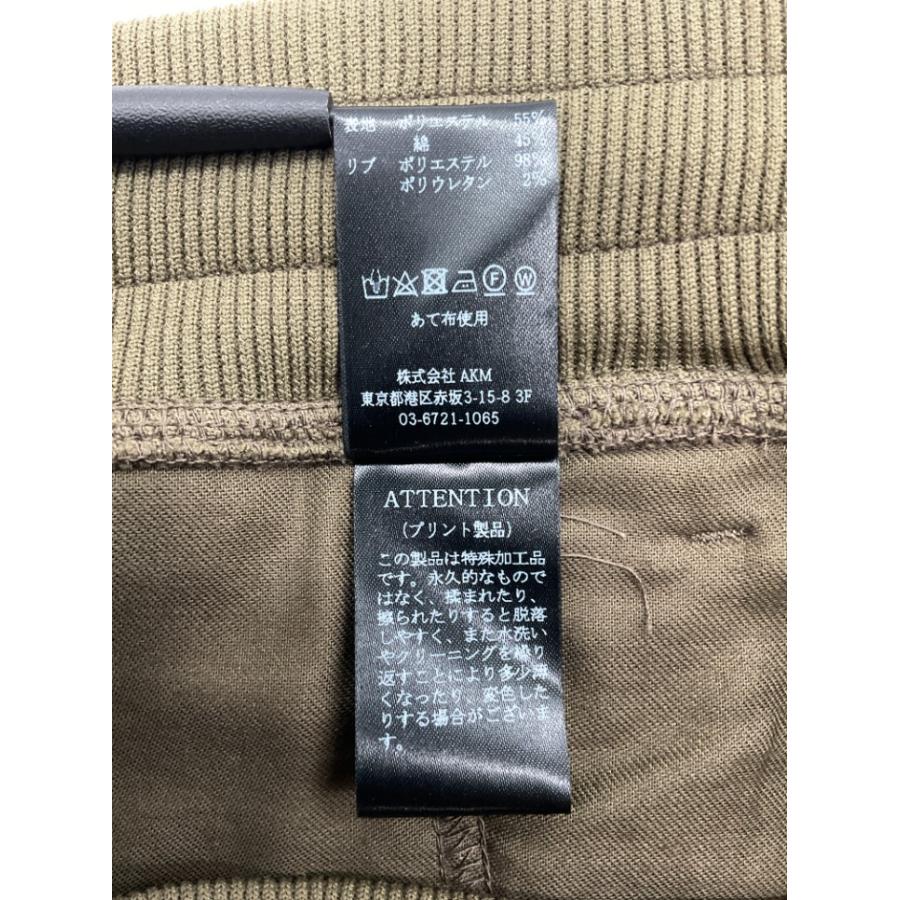 表地 ポリエステル 55%
綿 45%
リブ ポリエステル 98%
ポリウレタン 2%
F W
あて布使用
株式会社 AKM
東京都港区赤坂3-15-8 3F
03-6721-1065
ATTENTION
(プリント製品)
この製品は特殊加工品
です。永久的なもので
はなく、揉まれたり、
擦られたりすると脱落
しやすく、また水洗い
やクリーニングを繰り
返すことにより多少薄
くなったり、変色した
りする場合がございま
す。